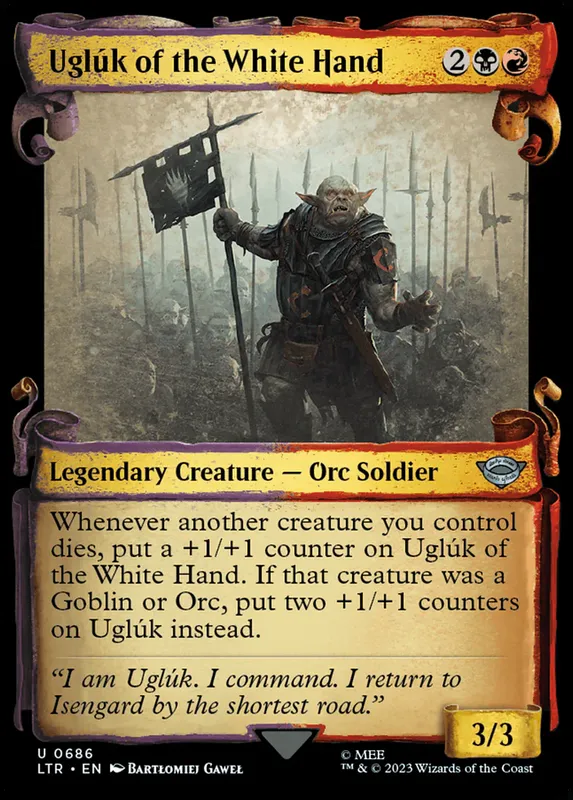 Uglúk of the White Hand 2
Legendary Creature — Orc Soldier
Whenever another creature you control
dies, put a +1/+1 counter on Uglúk of
the White Hand. If that creature was a
Goblin or Orc, put two +1/+1 counters
on Uglúk instead.
“I am Uglúk. I command. I return to
Isengard by the shortest road.”
3/3
U 0686
LTR • EN Bartłomiej Gaweł
© MEE
™ & © 2023 Wizards of the Coast